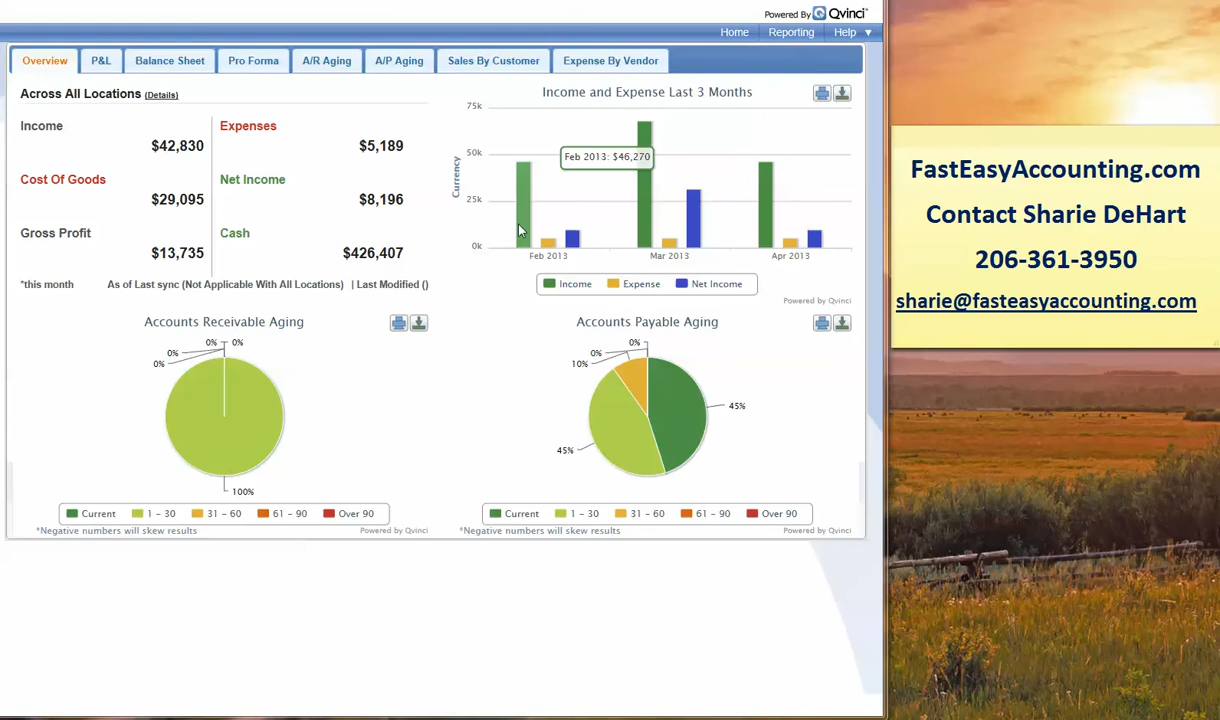 Powered By Qvinci
Home Reporting Help
Overview P&L Balance Sheet Pro Forma A/R Aging A/P Aging Sales By Customer Expense By Vendor
Across All Locations (Details)
Income
$42,830
Expenses
$5,189
Cost Of Goods
$29,095
Net Income
$8,196
Gross Profit
$13,735
Cash
$426,407
*this month As of Last sync (Not Applicable With All Locations) | Last Modified ()
Income and Expense Last 3 Months
Currency
75k
50k
25k
0k
Feb 2013: $46,270
Feb 2013 Mar 2013 Apr 2013
Income Expense Net Income
Powered by Qvinci
Accounts Receivable Aging
0% 0%
0%
0%
100%
Current 1 - 30 31 - 60 61 - 90 Over 90
*Negative numbers will skew results Powered by Qvinci
Accounts Payable Aging
0%
0%
10%
45%
45%
Current 1 - 30 31 - 60 61 - 90 Over 90
*Negative numbers will skew results Powered by Qvinci
FastEasyAccounting.com
Contact Sharie DeHart
206-361-3950
sharie@fasteasyaccounting.com